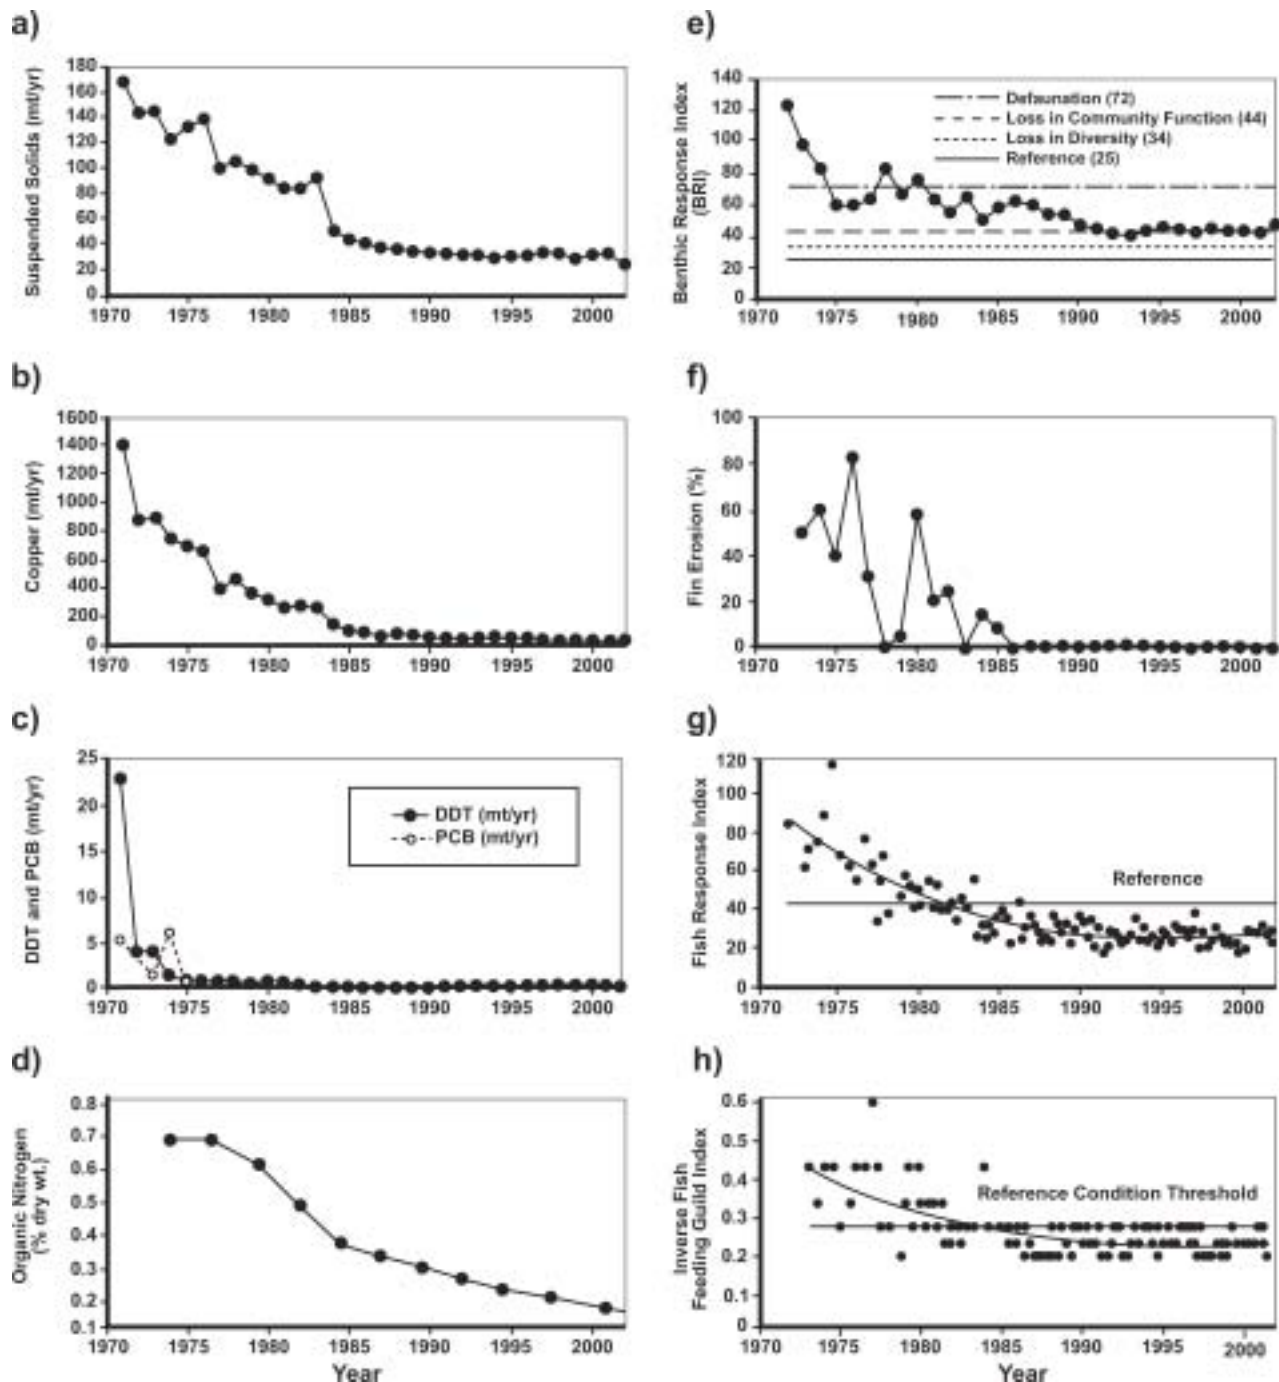 a)
Suspended Solids (mt/yr)
180
160
140
120
100
80
60
40
20
0
1970 1975 1980 1985 1990 1995 2000
b)
Copper (mt/yr)
1600
1400
1200
1000
800
600
400
200
0
1970 1975 1980 1985 1990 1995 2000
c)
DDT and PCB (mt/yr)
25
20
15
10
5
0
DDT (mt/yr)
PCB (mt/yr)
1970 1975 1980 1985 1990 1995 2000
d)
Organic Nitrogen
(% dry wt.)
0.8
0.7
0.6
0.5
0.4
0.3
0.2
0.1
1970 1975 1980 1985 1990 1995 2000
Year
e)
Benthic Response Index
(BRI)
140
120
100
80
60
40
20
0
Defaunation (72)
Loss in Community Function (44)
Loss in Diversity (34)
Reference (25)
1970 1975 1980 1985 1990 1995 2000
f)
Fin Erosion (%)
100
80
60
40
20
0
1970 1975 1980 1985 1990 1995 2000
g)
Fish Response Index
120
100
80
60
40
20
0
Reference
1970 1975 1980 1985 1990 1995 2000
h)
Inverse Fish
Feeding Guild Index
0.6
0.5
0.4
0.3
0.2
0.1
0
Reference Condition Threshold
1970 1975 1980 1985 1990 1995 2000
Year